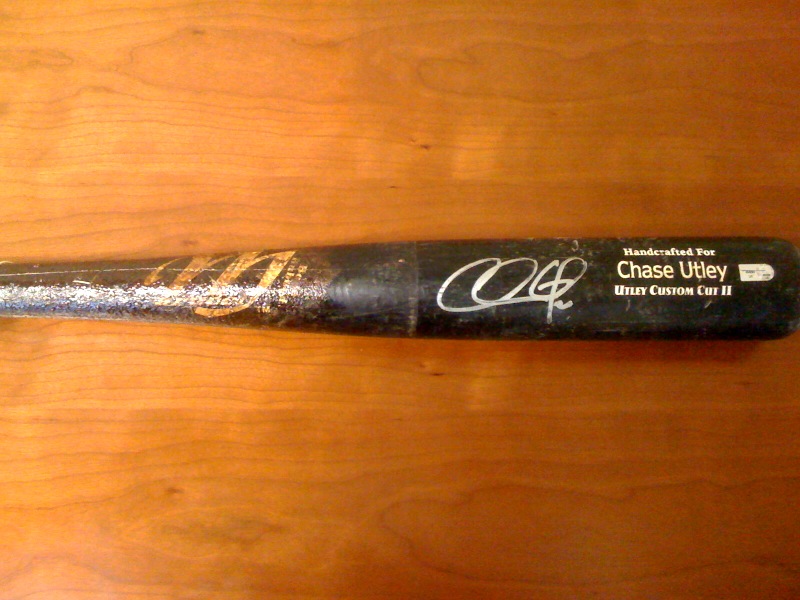 Handcrafted For
Chase Utley
Utley Custom Cut II